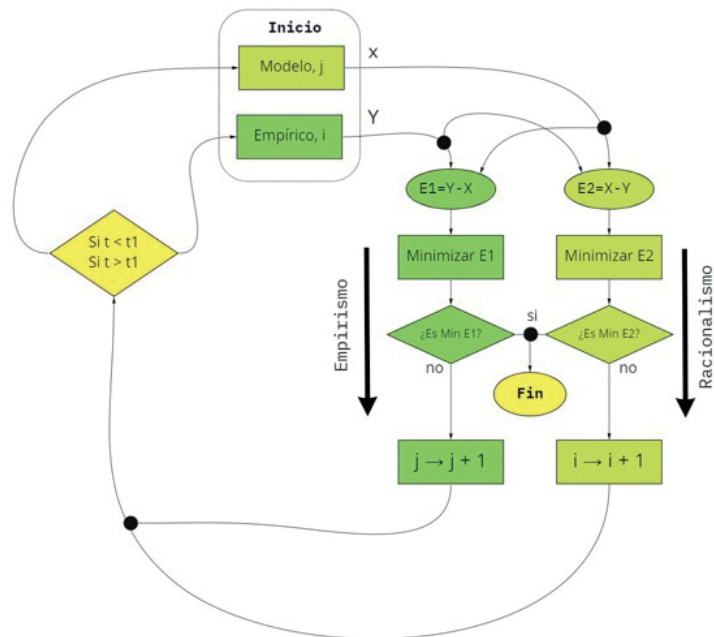 Inicio
Modelo, j
x
Empírico, i
Y
E1=Y-X
E2=X-Y
Si t < t1
Si t > t1
Minimizar E1
Minimizar E2
Empirismo
Racionalismo
¿Es Min E1?
si
¿Es Min E2?
no
no
Fin
j → j + 1
i → i + 1